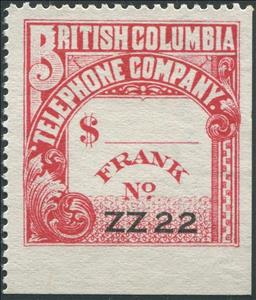 BRITISH COLUMBIA
TELEPHONE COMPANY.
$
FRANK
No
ZZ 22